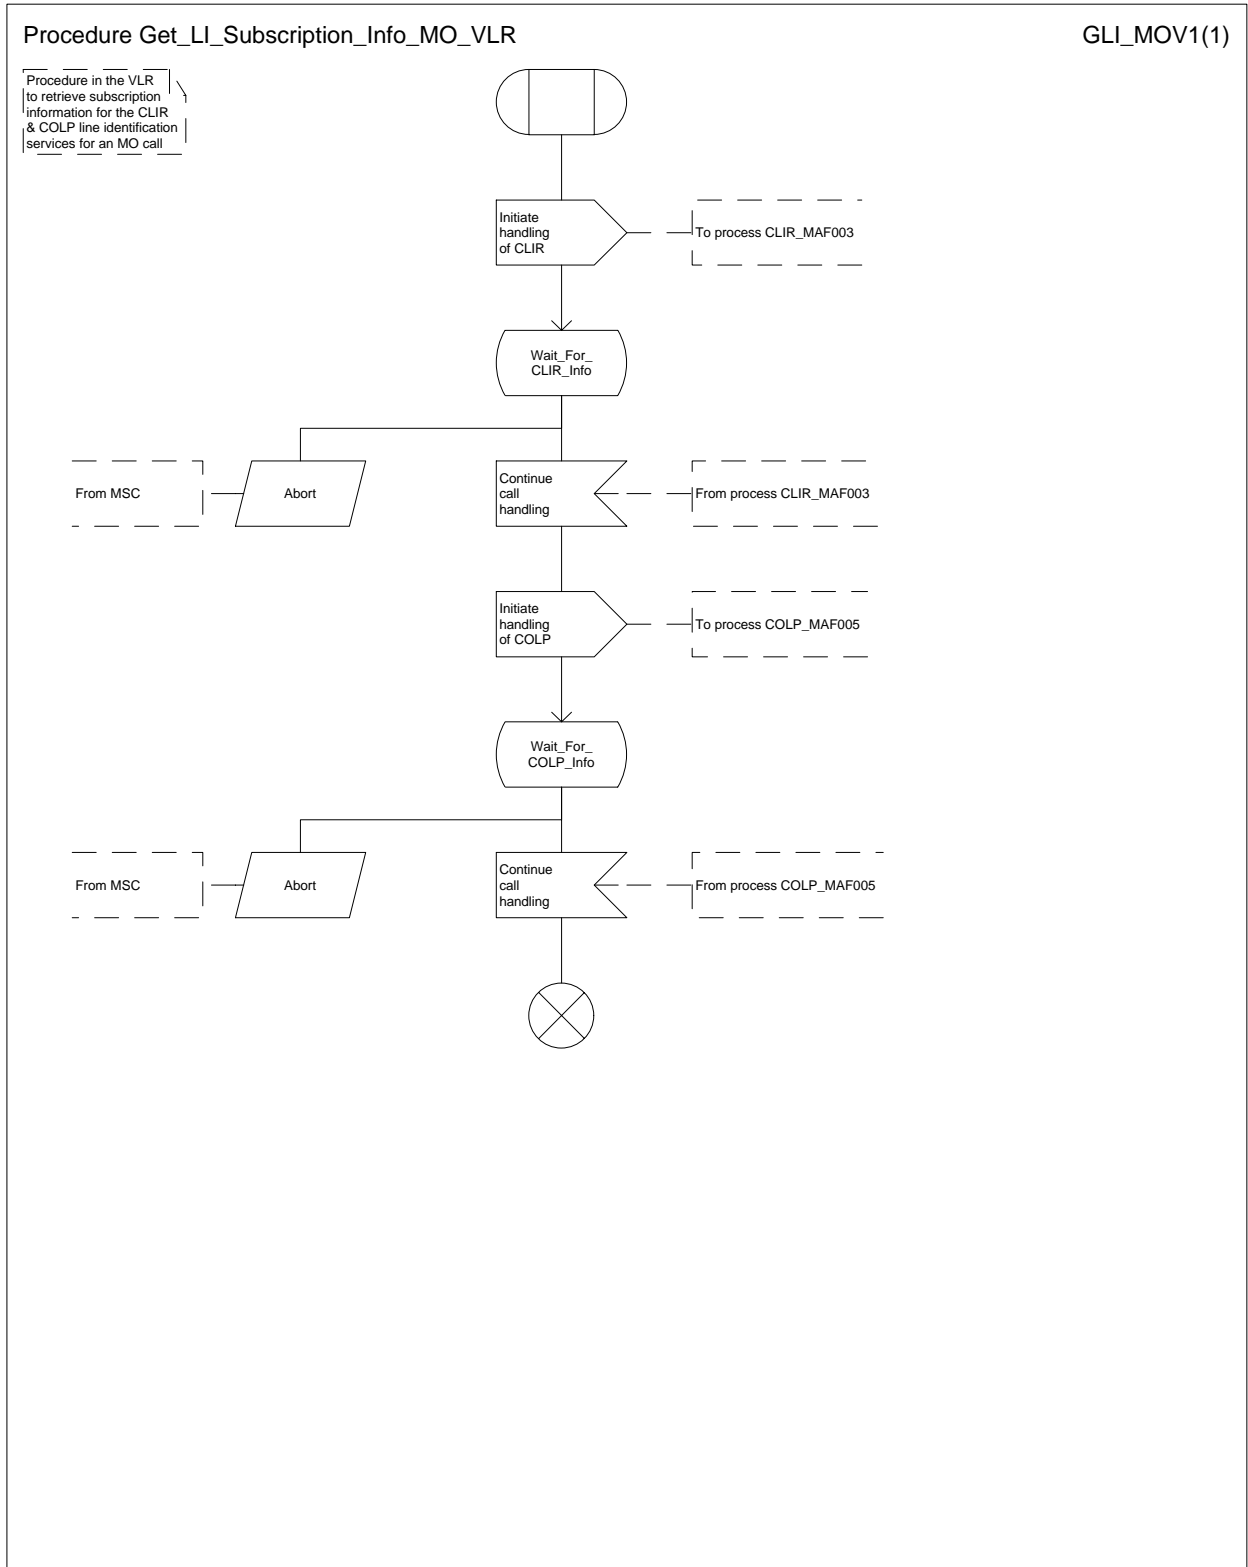 Procedure Get_LI_Subscription_Info_MO_VLR
GLI_MOV1(1)
Procedure in the VLR
to retrieve subscription
information for the CLIR
& COLP line identification
services for an MO call
Initiate
handling
of CLIR
To process CLIR_MAF003
Wait_For_
CLIR_Info
From MSC
Abort
Continue
call
handling
From process CLIR_MAF003
Initiate
handling
of COLP
To process COLP_MAF005
Wait_For_
COLP_Info
From MSC
Abort
Continue
call
handling
From process COLP_MAF005